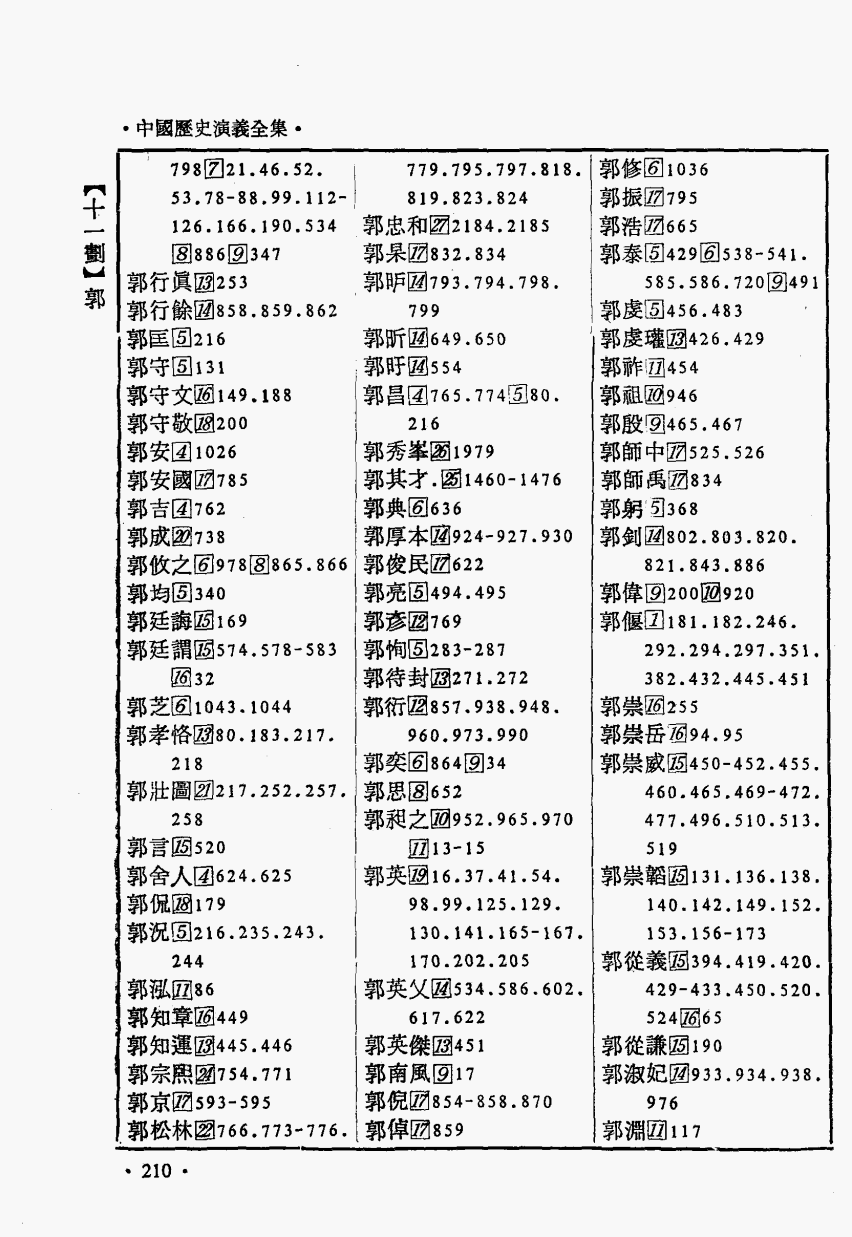 ·中國歷史演義全集·
【十一劃】郭
798[7]21.46.52.
53.78-88.99.112-
126.166.190.534
[8]886[9]347
郭行眞[13]253
郭行餘[14]858.859.862
郭匡[5]216
郭守[5]131
郭守文[16]149.188
郭守敬[18]200
郭安[4]1026
郭安國[17]785
郭吉[4]762
郭成[20]738
郭攸之[6]978[8]865.866
郭均[5]340
郭廷誨[15]169
郭廷謂[15]574.578-583
[16]32
郭芝[6]1043.1044
郭孝恪[13]80.183.217.
218
郭壯圖[21]217.252.257.
258
郭言[15]520
郭舍人[4]624.625
郭侃[18]179
郭況[5]216.235.243.
244
郭泓[11]86
郭知章[16]449
郭知運[13]445.446
郭宗熙[24]754.771
郭京[17]593-595
郭松林[22]766.773-776.
779.795.797.818.
819.823.824
郭忠和[27]2184.2185
郭杲[17]832.834
郭昈[14]793.794.798.
799
郭昕[14]649.650
郭旰[14]554
郭昌[4]765.774[5]80.
216
郭秀峯[26]1979
郭其才.[25]1460-1476
郭典[6]636
郭厚本[14]924-927.930
郭俊民[17]622
郭亮[5]494.495
郭彥[12]769
郭恂[5]283-287
郭待封[13]271.272
郭衍[12]857.938.948.
960.973.990
郭奕[6]864[9]34
郭思[8]652
郭昶之[10]952.965.970
[11]13-15
郭英[19]16.37.41.54.
98.99.125.129.
130.141.165-167.
170.202.205
郭英乂[14]534.586.602.
617.622
郭英傑[13]451
郭南風[9]17
郭倪[17]854-858.870
郭倬[17]859
郭修[6]1036
郭振[17]795
郭浩[17]665
郭泰[5]429[6]538-541.
585.586.720[9]491
郭虔[5]456.483
郭虔瓘[13]426.429
郭祚[11]454
郭祖[10]946
郭殷[9]465.467
郭師中[17]525.526
郭師禹[17]834
郭躬[5]368
郭釗[14]802.803.820.
821.843.886
郭偉[9]200[10]920
郭偃[1]181.182.246.
292.294.297.351.
382.432.445.451
郭崇[16]255
郭崇岳[16]94.95
郭崇威[15]450-452.455.
460.465.469-472.
477.496.510.513.
519
郭崇韜[15]131.136.138.
140.142.149.152.
153.156-173
郭從義[15]394.419.420.
429-433.450.520.
524[16]65
郭從謙[15]190
郭淑妃[14]933.934.938.
976
郭淵[11]117
·210·